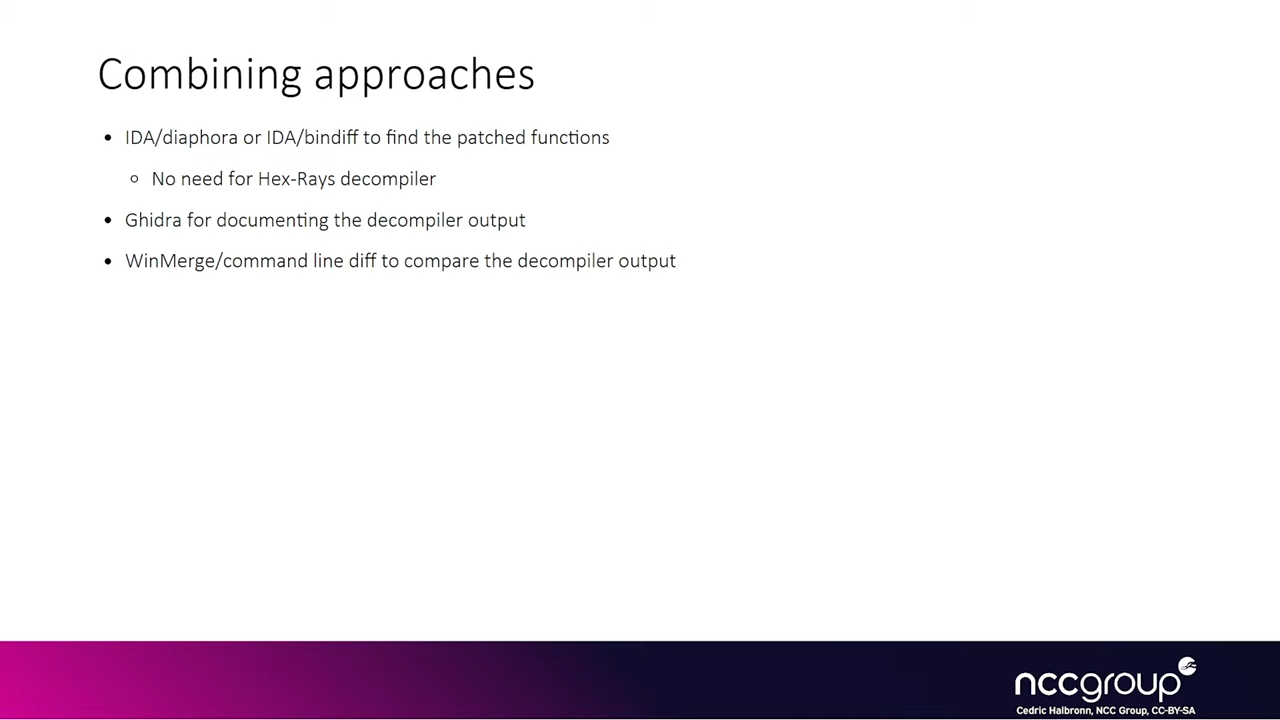 Combining approaches
• IDA/diaphora or IDA/bindiff to find the patched functions
○ No need for Hex-Rays decompiler
• Ghidra for documenting the decompiler output
• WinMerge/command line diff to compare the decompiler output
nccgroup
Cedric Halbronn, NCC Group, CC-BY-SA